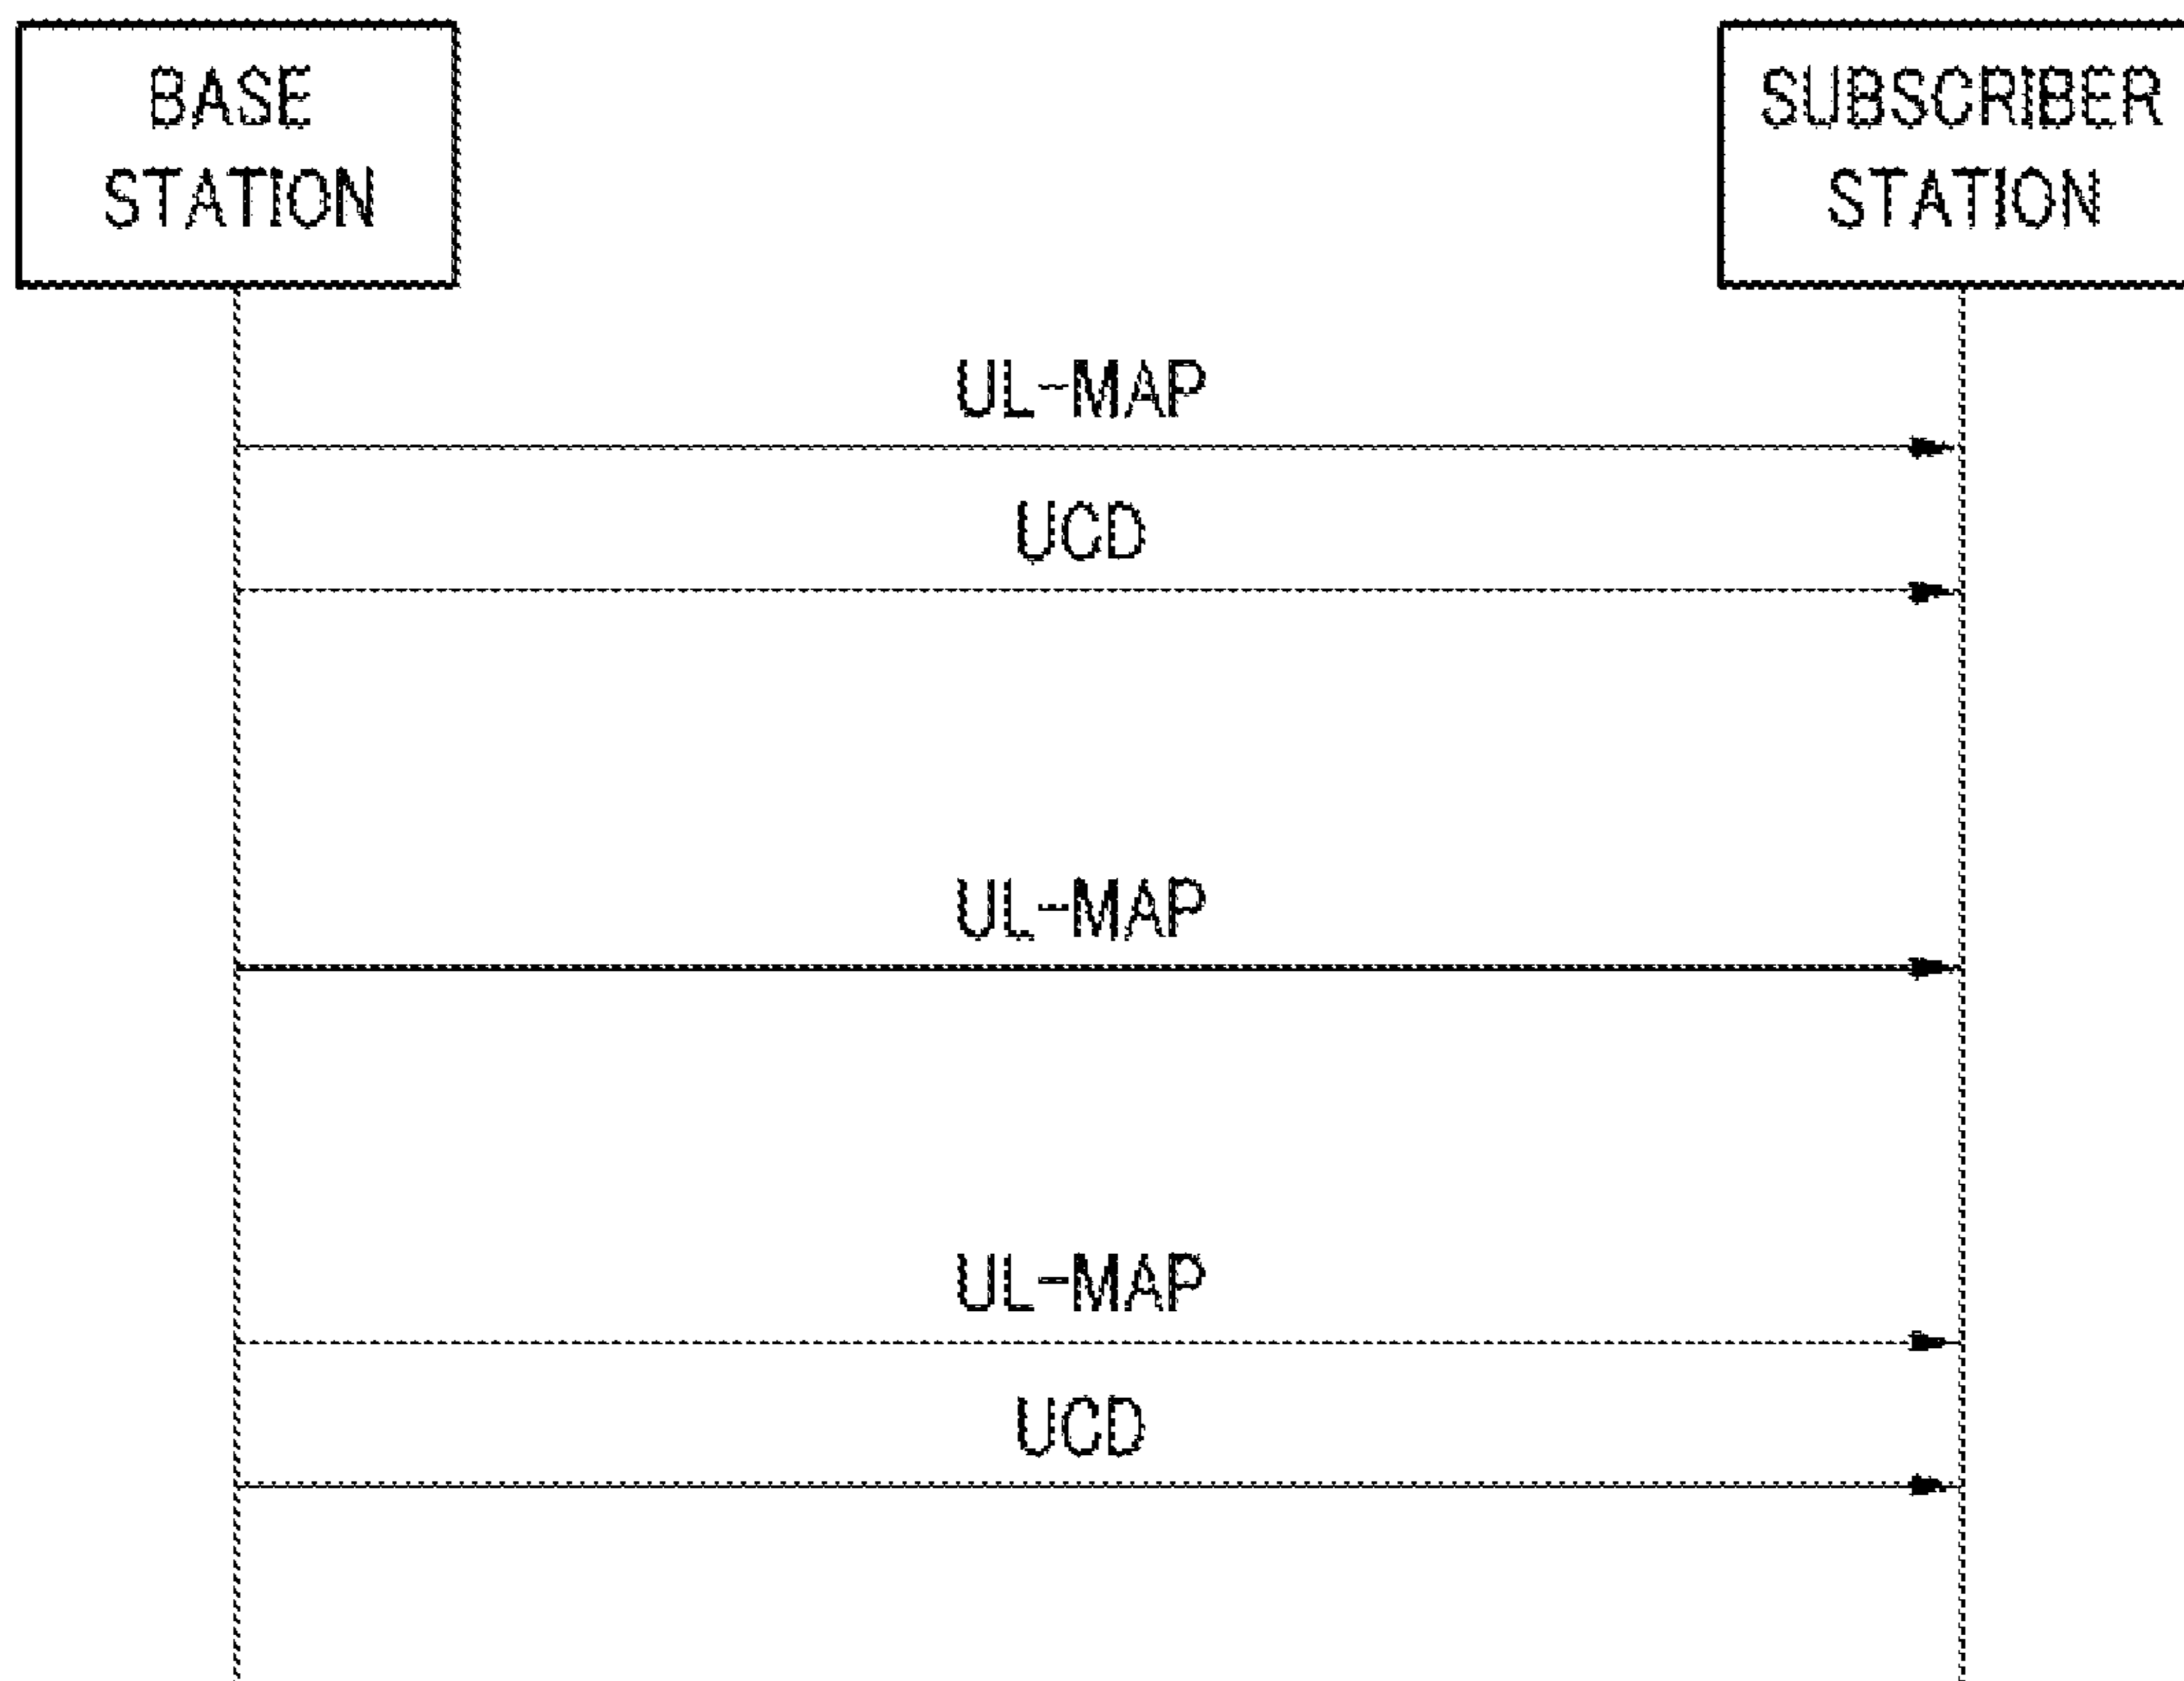 BASE
STATION
SUBSCRIBER
STATION
UL-MAP
UCD
UL-MAP
UL-MAP
UCD